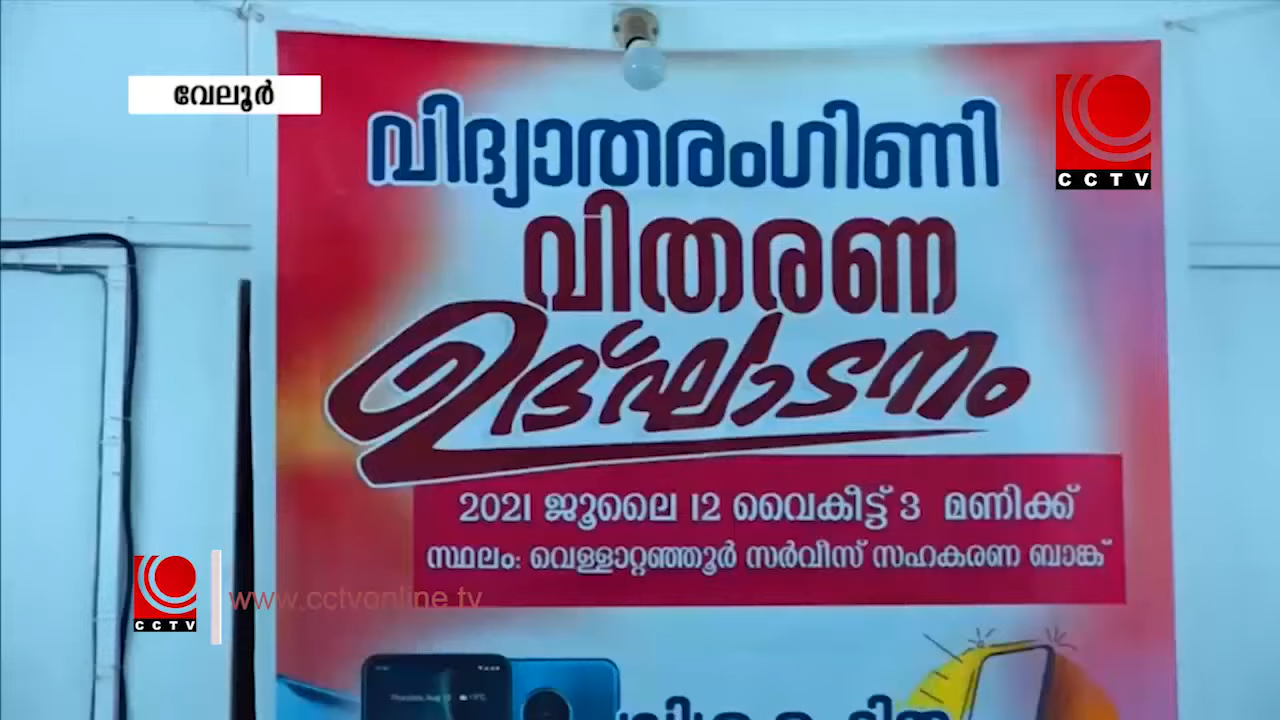 വേലൂർ
CCTV
വിദ്യാതരംഗിണി
വിതരണ
ഉദ്ഘാടനം
2021 ജൂലൈ 12 വൈകീട്ട് 3 മണിക്ക്
സ്ഥലം: വെള്ളാറ്റഞ്ഞൂർ സർവീസ് സഹകരണ ബാങ്ക്
www.cctvonline.tv
CCTV